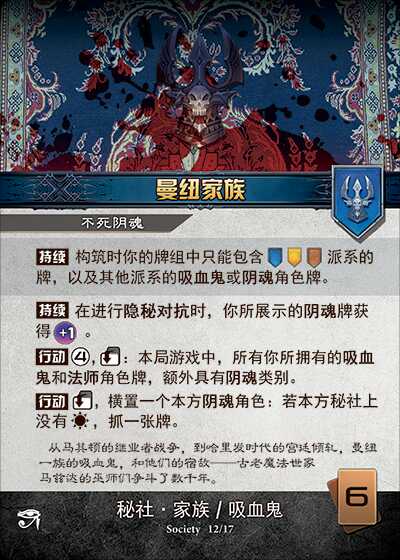 曼纽家族
不死阴魂
持续 构筑时你的牌组中只能包含派系的
牌，以及其他派系的吸血鬼或阴魂角色牌。
持续 在进行隐秘对抗时，你所展示的阴魂牌获
得+1。
行动 ④，：本局游戏中，所有你所拥有的吸血
鬼和法师角色牌，额外具有阴魂类别。
行动 ，横置一个本方阴魂角色：若本方秘社上
没有，抓一张牌。
从马其顿的继业者战争，到哈里发时代的宫廷倾轧，曼纽
一族的吸血鬼，和他们的宿敌——古老魔法世家
马兹达的巫师们争斗了数千年。
6
秘社·家族/吸血鬼
Society 12/17